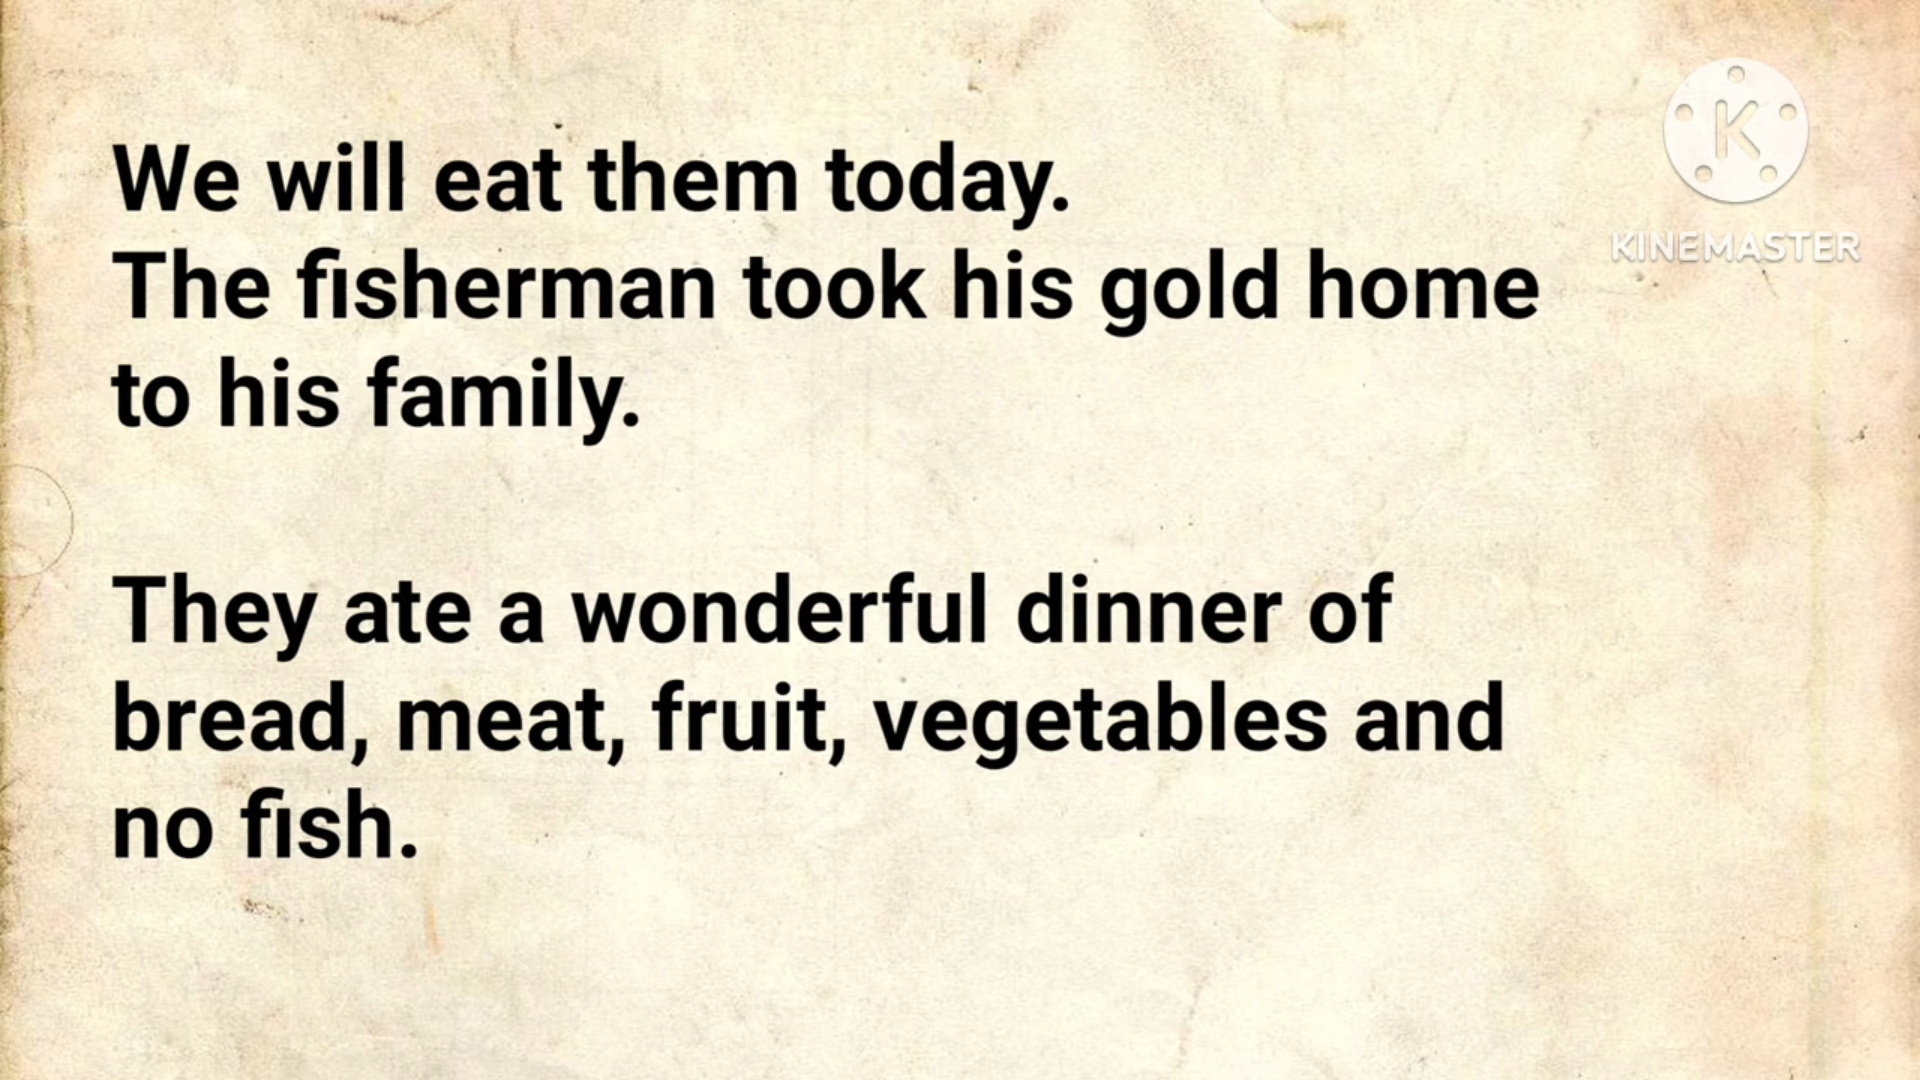 We will eat them today.
The fisherman took his gold home
to his family.
They ate a wonderful dinner of
bread, meat, fruit, vegetables and
no fish.
K
KINEMASTER